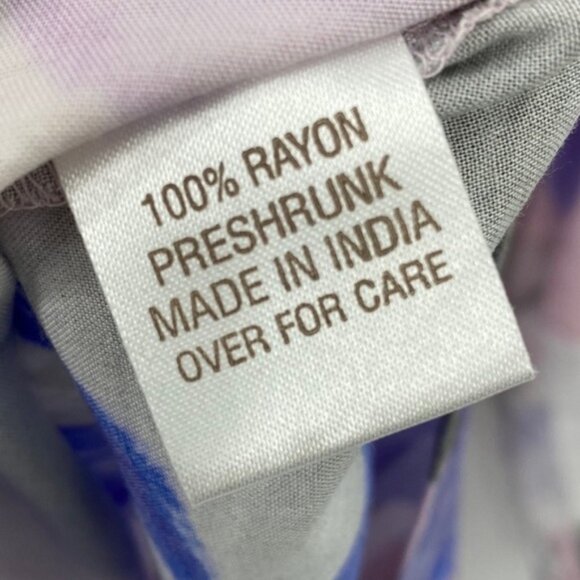 100% RAYON
PRESHRUNK
MADE IN INDIA
OVER FOR CARE